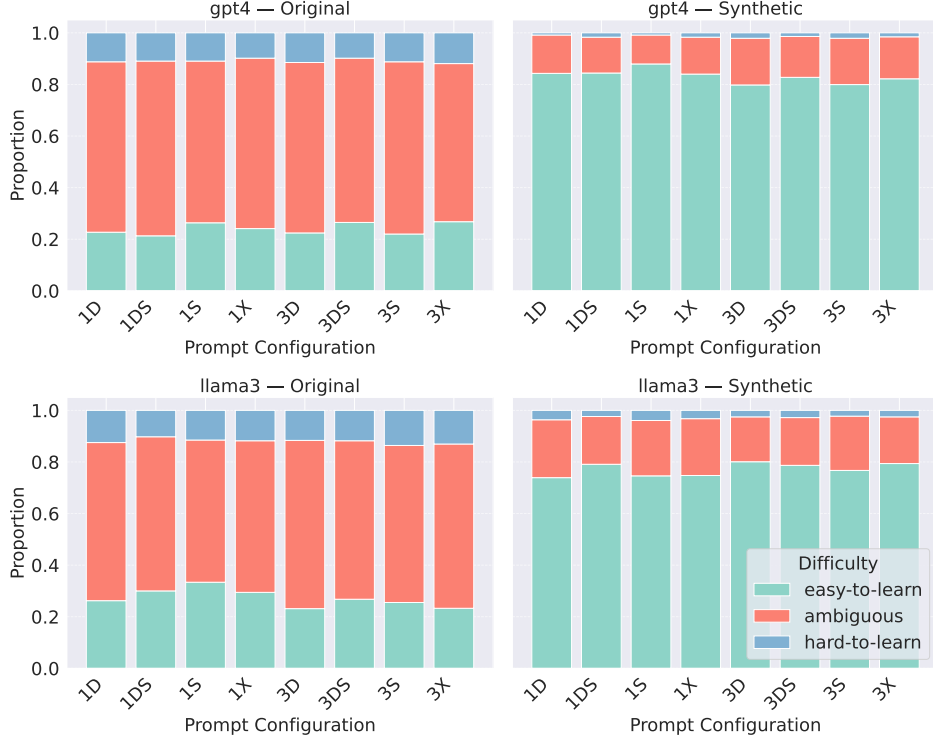 gpt4 — Original
gpt4 — Synthetic
Proportion
1.0
0.8
0.6
0.4
0.2
0.0
1D 1DS 1S 1X 3D 3DS 3S 3X
1D 1DS 1S 1X 3D 3DS 3S 3X
Prompt Configuration
Prompt Configuration
llama3 — Original
llama3 — Synthetic
Proportion
1.0
0.8
0.6
0.4
0.2
0.0
Difficulty
easy-to-learn
ambiguous
hard-to-learn
1D 1DS 1S 1X 3D 3DS 3S 3X
1D 1DS 1S 1X 3D 3DS 3S 3X
Prompt Configuration
Prompt Configuration